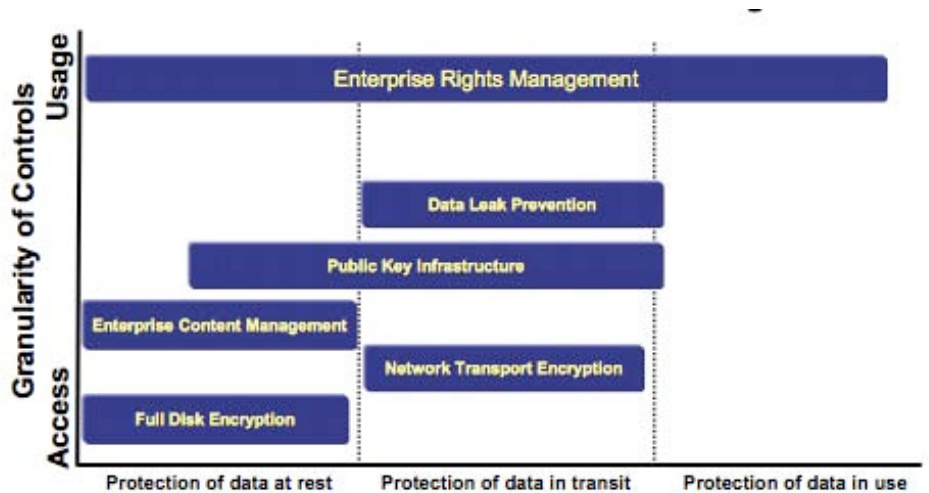 Granularity of Controls
Usage
Access
Enterprise Rights Management
Data Leak Prevention
Public Key Infrastructure
Enterprise Content Management
Network Transport Encryption
Full Disk Encryption
Protection of data at rest
Protection of data in transit
Protection of data in use